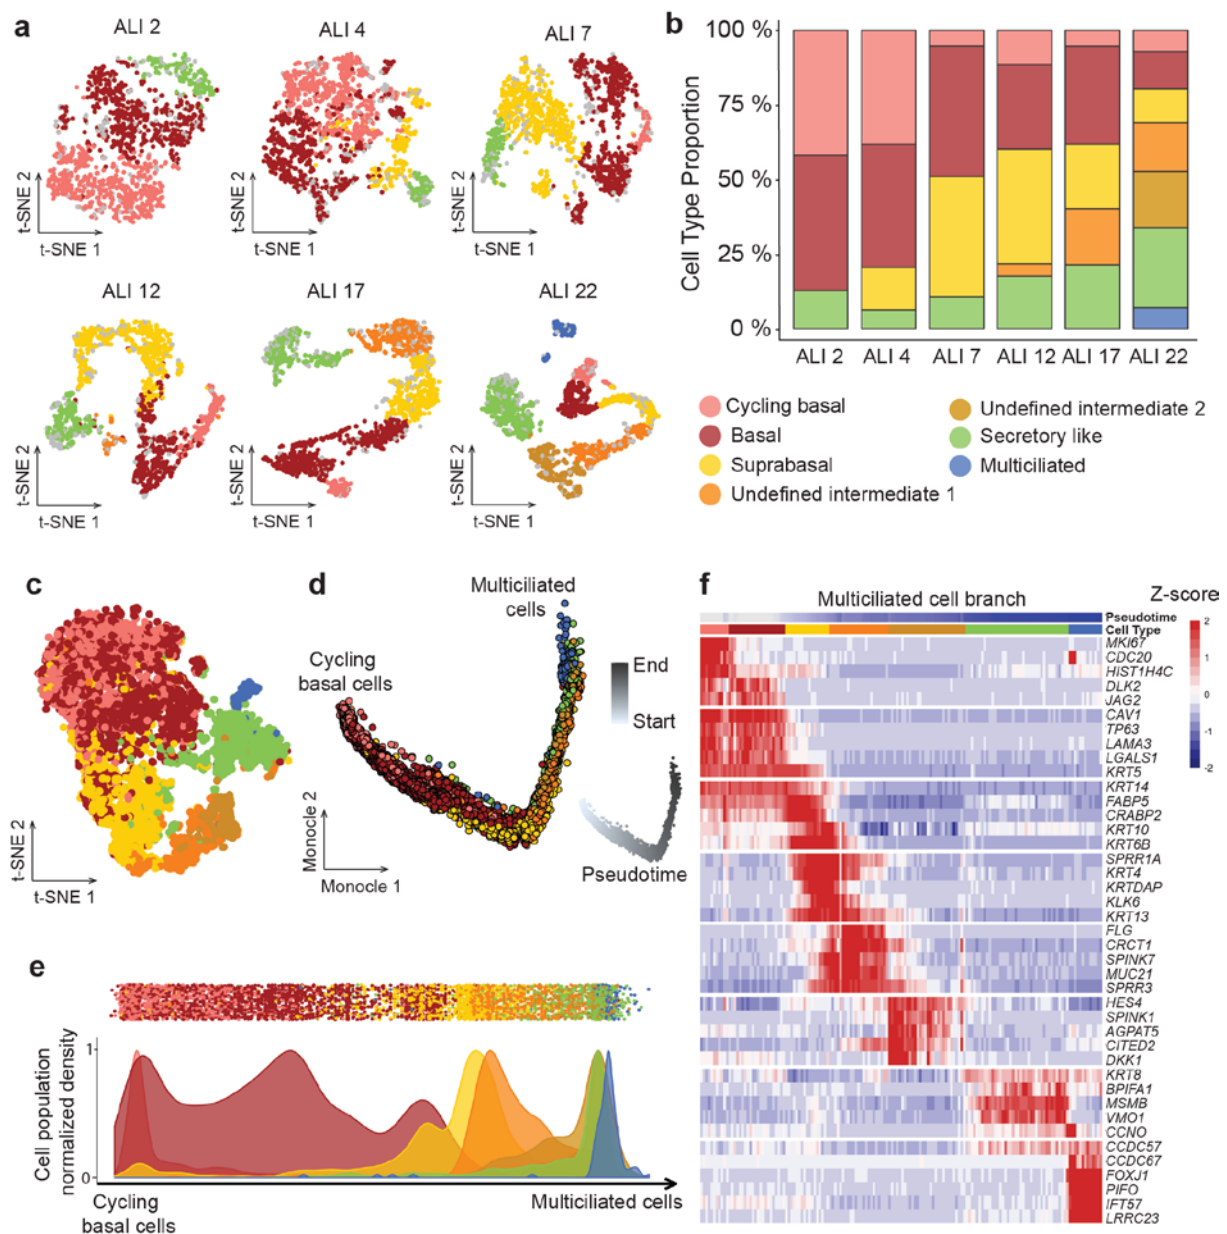 a
ALI 2
ALI 4
ALI 7
t-SNE 2
t-SNE 1
t-SNE 2
t-SNE 1
t-SNE 2
t-SNE 1
ALI 12
ALI 17
ALI 22
t-SNE 2
t-SNE 1
t-SNE 2
t-SNE 1
t-SNE 2
t-SNE 1
b
Cell Type Proportion
100 %
75 %
50 %
25 %
0 %
ALI 2 ALI 4 ALI 7 ALI 12 ALI 17 ALI 22
Cycling basal
Basal
Suprabasal
Undefined intermediate 1
Undefined intermediate 2
Secretory like
Multiciliated
c
t-SNE 2
t-SNE 1
d
Multiciliated
cells
Cycling
basal cells
End
Start
Monocle 2
Monocle 1
Pseudotime
e
Cell population
normalized density
1
0
Cycling
basal cells
Multiciliated cells
f
Multiciliated cell branch
Z-score
Pseudotime
Cell Type
2
1
0
-1
-2
MKI67
CDC20
HIST1H4C
DLK2
JAG2
CAV1
TP63
LAMA3
LGALS1
KRT5
KRT14
FABP5
CRABP2
KRT10
KRT6B
SPRR1A
KRT4
KRTDAP
KLK6
KRT13
FLG
CRCT1
SPINK7
MUC21
SPRR3
HES4
SPINK1
AGPAT5
CITED2
DKK1
KRT8
BPIFA1
MSMB
VMO1
CCNO
CCDC57
CCDC67
FOXJ1
PIFO
IFT57
LRRC23